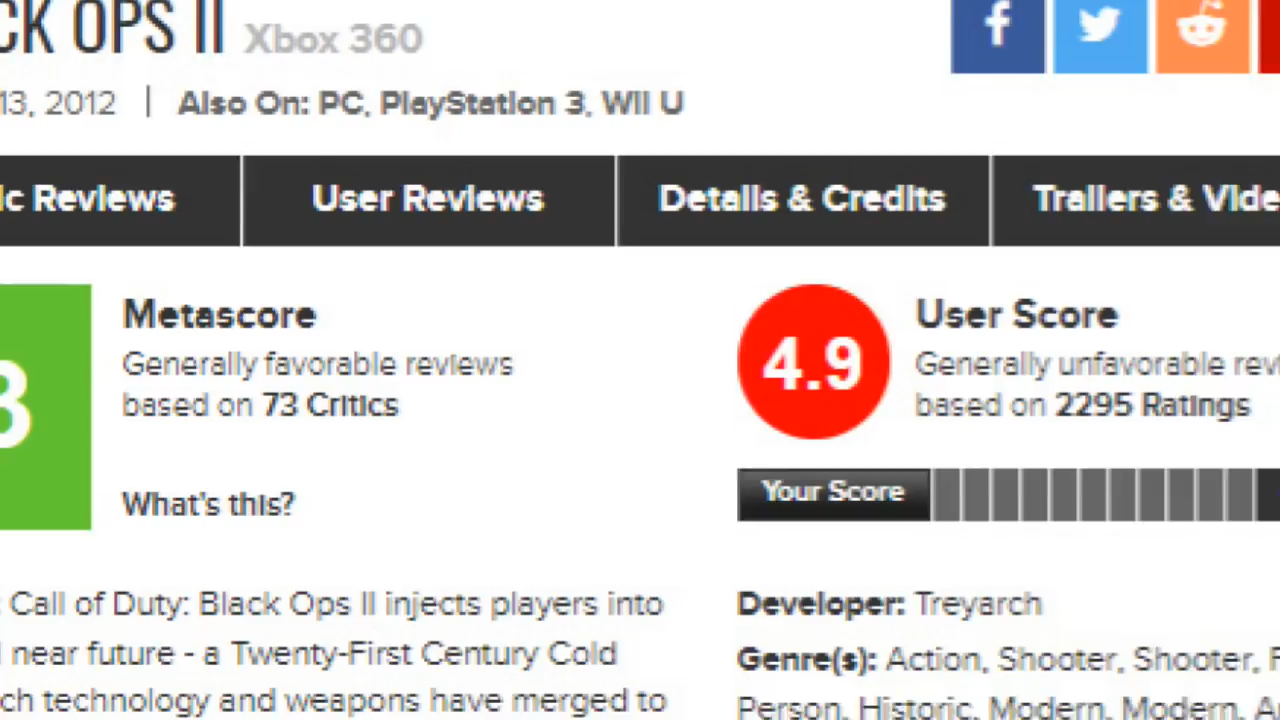 CK OPS II Xbox 360
13, 2012 | Also On: PC, PlayStation 3, Wii U
ic Reviews User Reviews Details & Credits Trailers & Vide
3 Metascore 4.9 User Score
Generally favorable reviews Generally unfavorable rev
based on 73 Critics based on 2295 Ratings
What's this? Your Score
: Call of Duty: Black Ops II injects players into Developer: Treyarch
near future - a Twenty-First Century Cold Genre(s): Action, Shooter, Shooter, F
ch technology and weapons have merged to Person, Historic, Modern, Modern, A